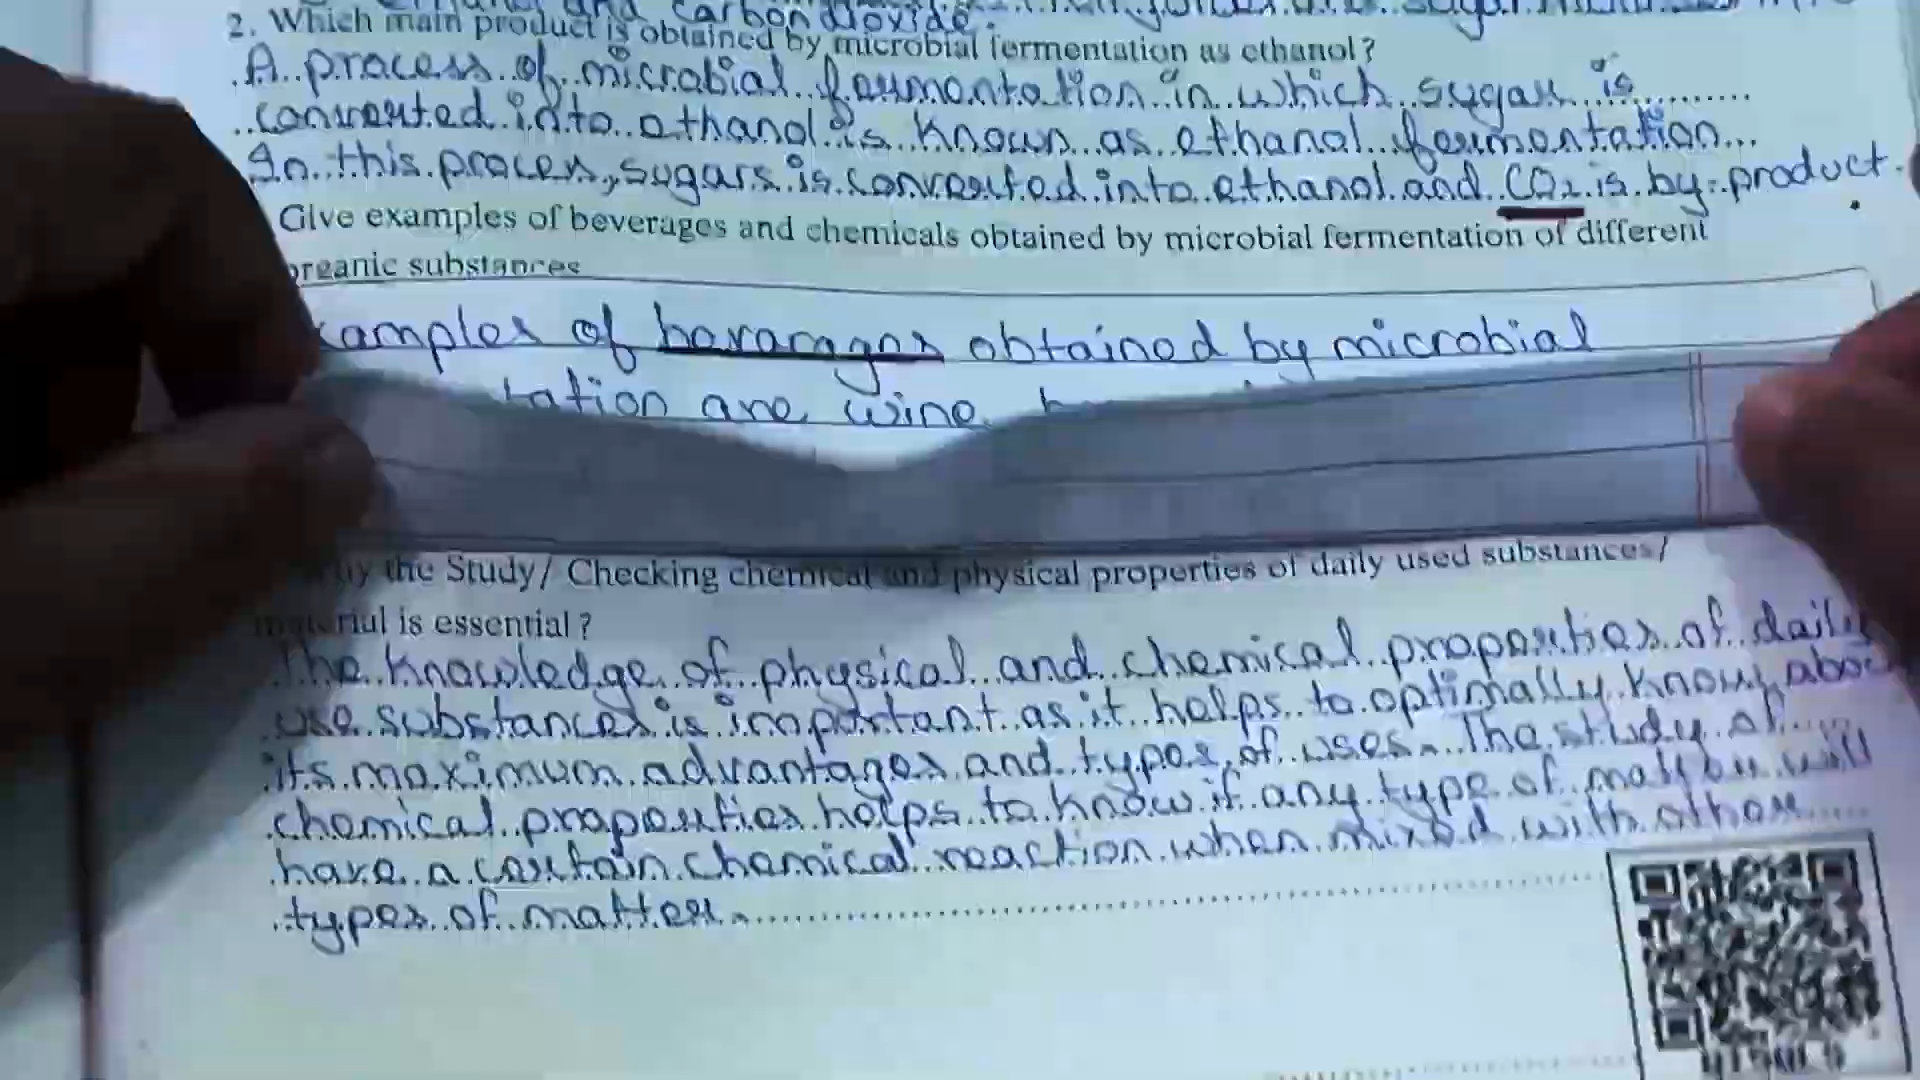 ethanol and carbondioxide.
2. Which main product is obtained by microbial fermentation as ethanol?
A process of microbial fermentation in which sugar is
converted into ethanol is known as ethanol fermentation
In this process, sugars is converted into ethanol and CO2 is by-product.
Give examples of beverages and chemicals obtained by microbial fermentation of different
organic substances
xamples of bavarages obtained by microbial
tation are wine,
the Study/ Checking chemical and physical properties of daily used substances/
material is essential?
The knowledge of physical and chemical properties of daily
use substances is important as it helps to optimally know abou
its maximum advantages and types of uses. The study of
chemical properties helps to know if any type of matter will
have a certain chemical reaction when mixed with other
types of matter.